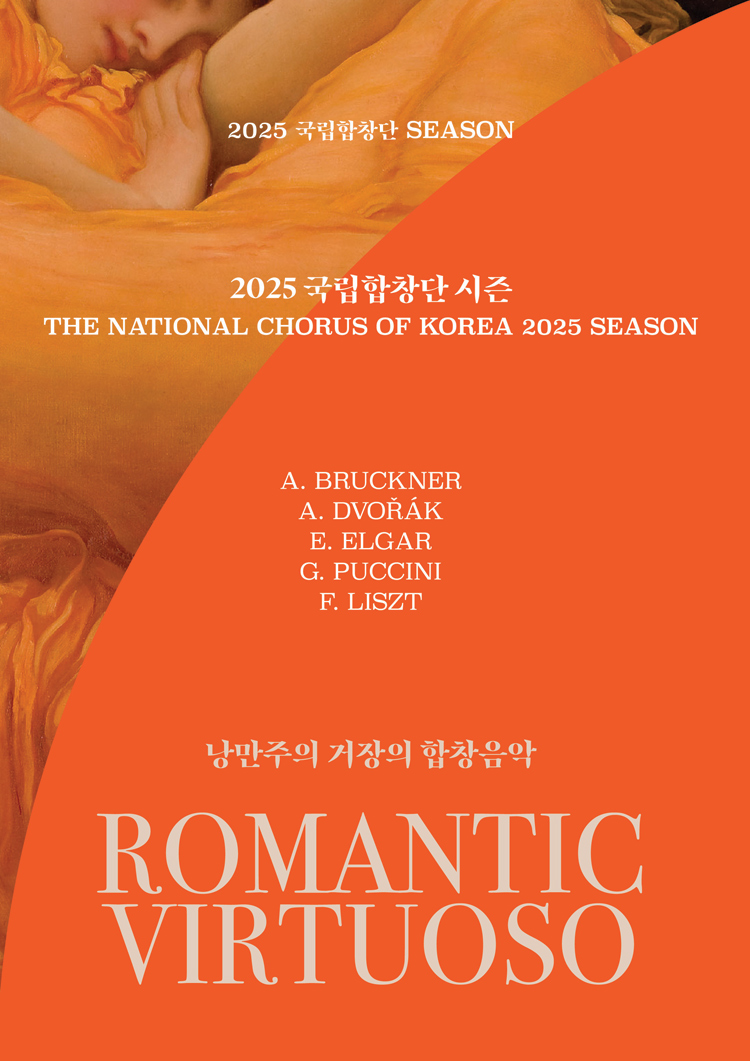 2025 국립합창단 SEASON
2025 국립합창단 시즌
THE NATIONAL CHORUS OF KOREA 2025 SEASON
A. BRUCKNER
A. DVOŘÁK
E. ELGAR
G. PUCCINI
F. LISZT
낭만주의 거장의 합창음악
ROMANTIC
VIRTUOSO